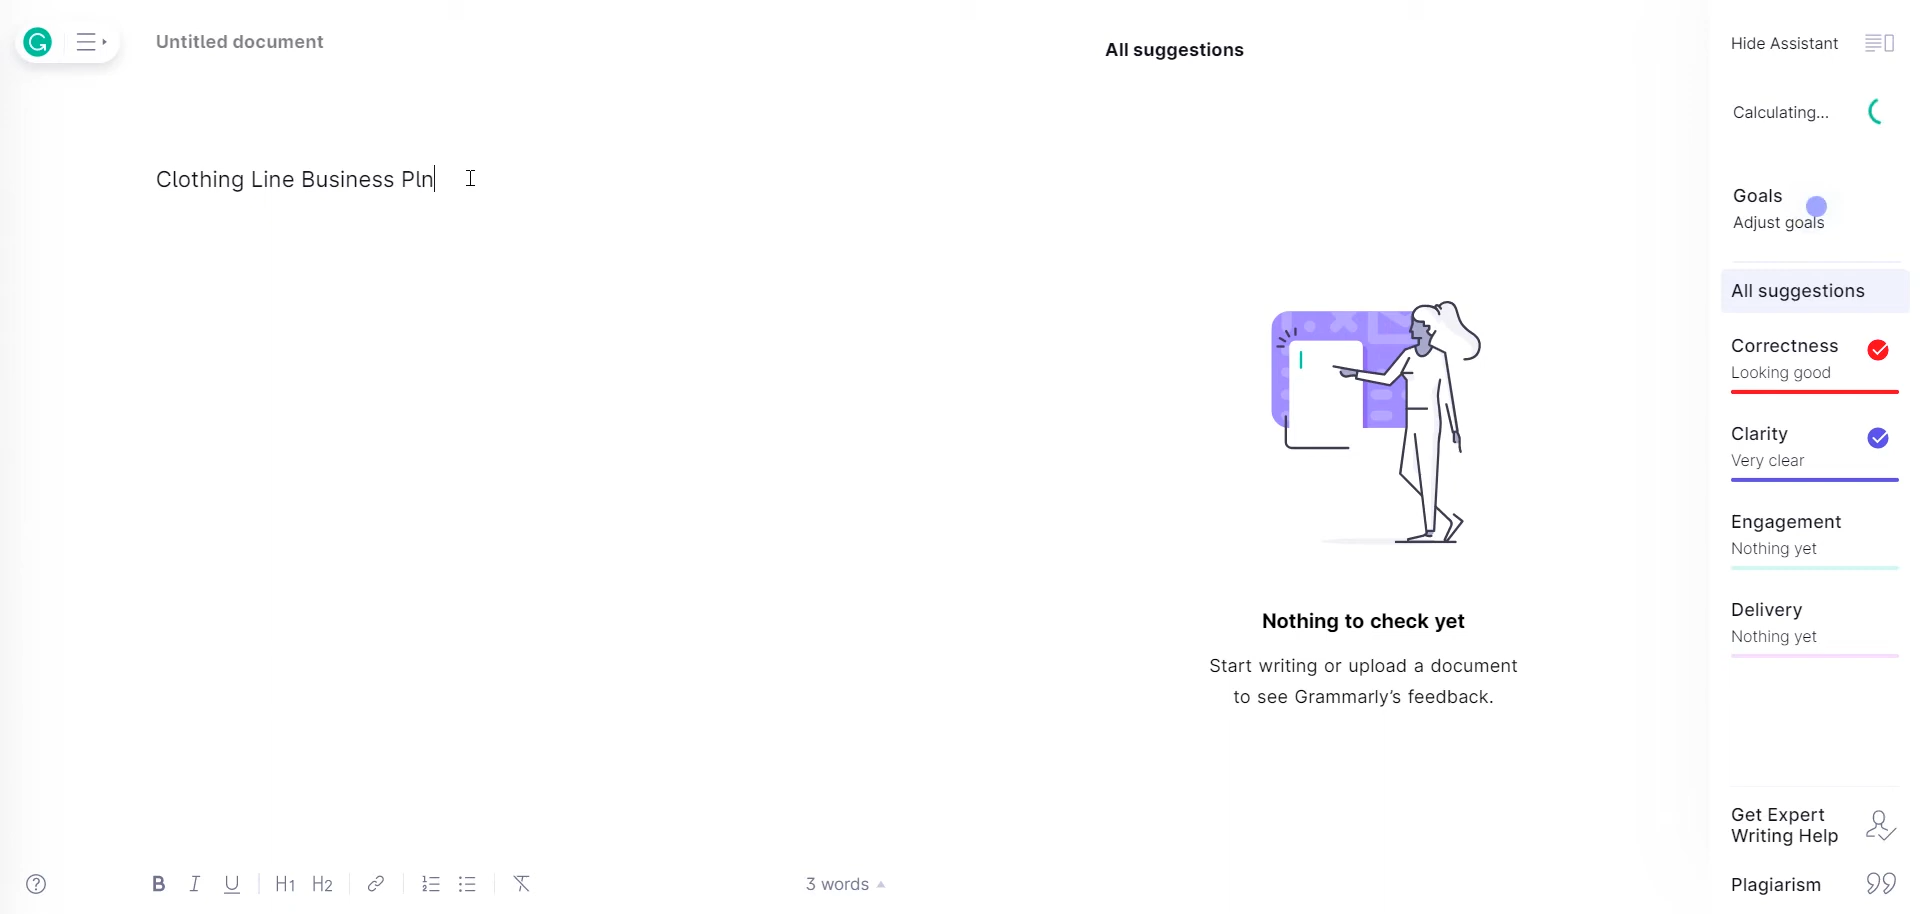 Untitled document
Clothing Line Business Pln
B I U H1 H2
3 words
All suggestions
Nothing to check yet
Start writing or upload a document
to see Grammarly's feedback.
Hide Assistant
Calculating...
Goals
Adjust goals
All suggestions
Correctness
Looking good
Clarity
Very clear
Engagement
Nothing yet
Delivery
Nothing yet
Get Expert
Writing Help
Plagiarism